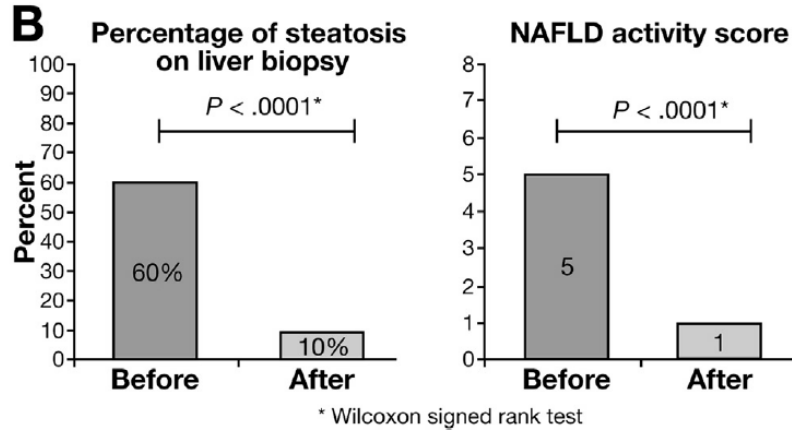 B
Percentage of steatosis
on liver biopsy
100
90
80
70
60
50
40
30
20
10
0
Percent
P < .0001*
60%
10%
Before
After
NAFLD activity score
8
7
6
5
4
3
2
1
0
P < .0001*
5
1
Before
After
* Wilcoxon signed rank test